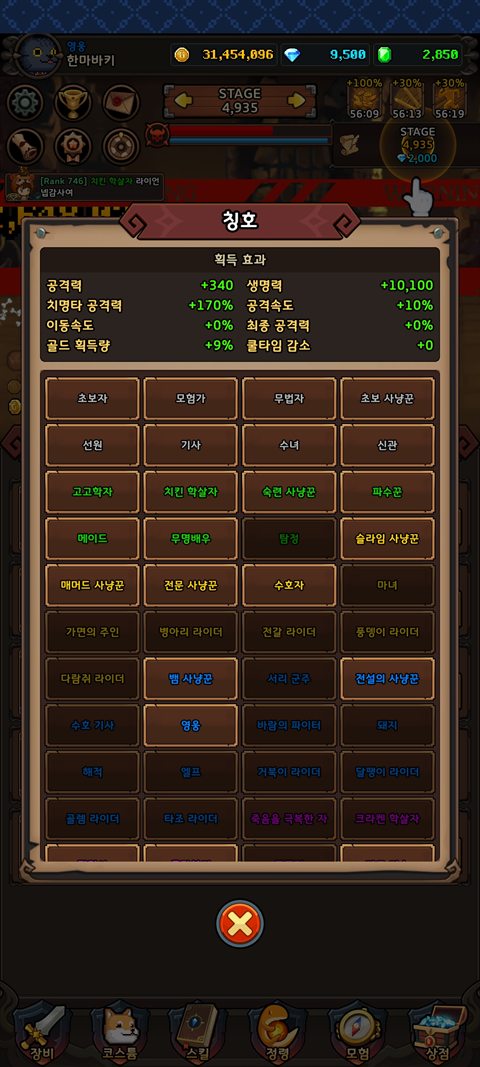 영웅
한마바키
31,454,096
9,500
2,850
STAGE
4,935
+100%
+30%
+30%
56:09
56:13
56:19
STAGE
4,935
2,000
[Rank 746] 치킨 학살자 라이언
넵감사여
칭호
획득 효과
공격력 +340 생명력 +10,100
치명타 공격력 +170% 공격속도 +10%
이동속도 +0% 최종 공격력 +0%
골드 획득량 +9% 쿨타임 감소 +0
초보자 모험가 무법자 초보 사냥꾼
선원 기사 수녀 신관
고고학자 치킨 학살자 숙련 사냥꾼 파수꾼
메이드 무명배우 탐정 슬라임 사냥꾼
매머드 사냥꾼 전문 사냥꾼 수호자 마녀
가면의 주인 병아리 라이더 전갈 라이더 풍뎅이 라이더
다람쥐 라이더 뱀 사냥꾼 서리 군주 전설의 사냥꾼
수호 기사 영웅 바람의 파이터 돼지
해적 엘프 거북이 라이더 달팽이 라이더
골렘 라이더 타조 라이더 죽음을 극복한 자 크라켄 학살자
장비 코스튬 스킬 정령 모험 상점